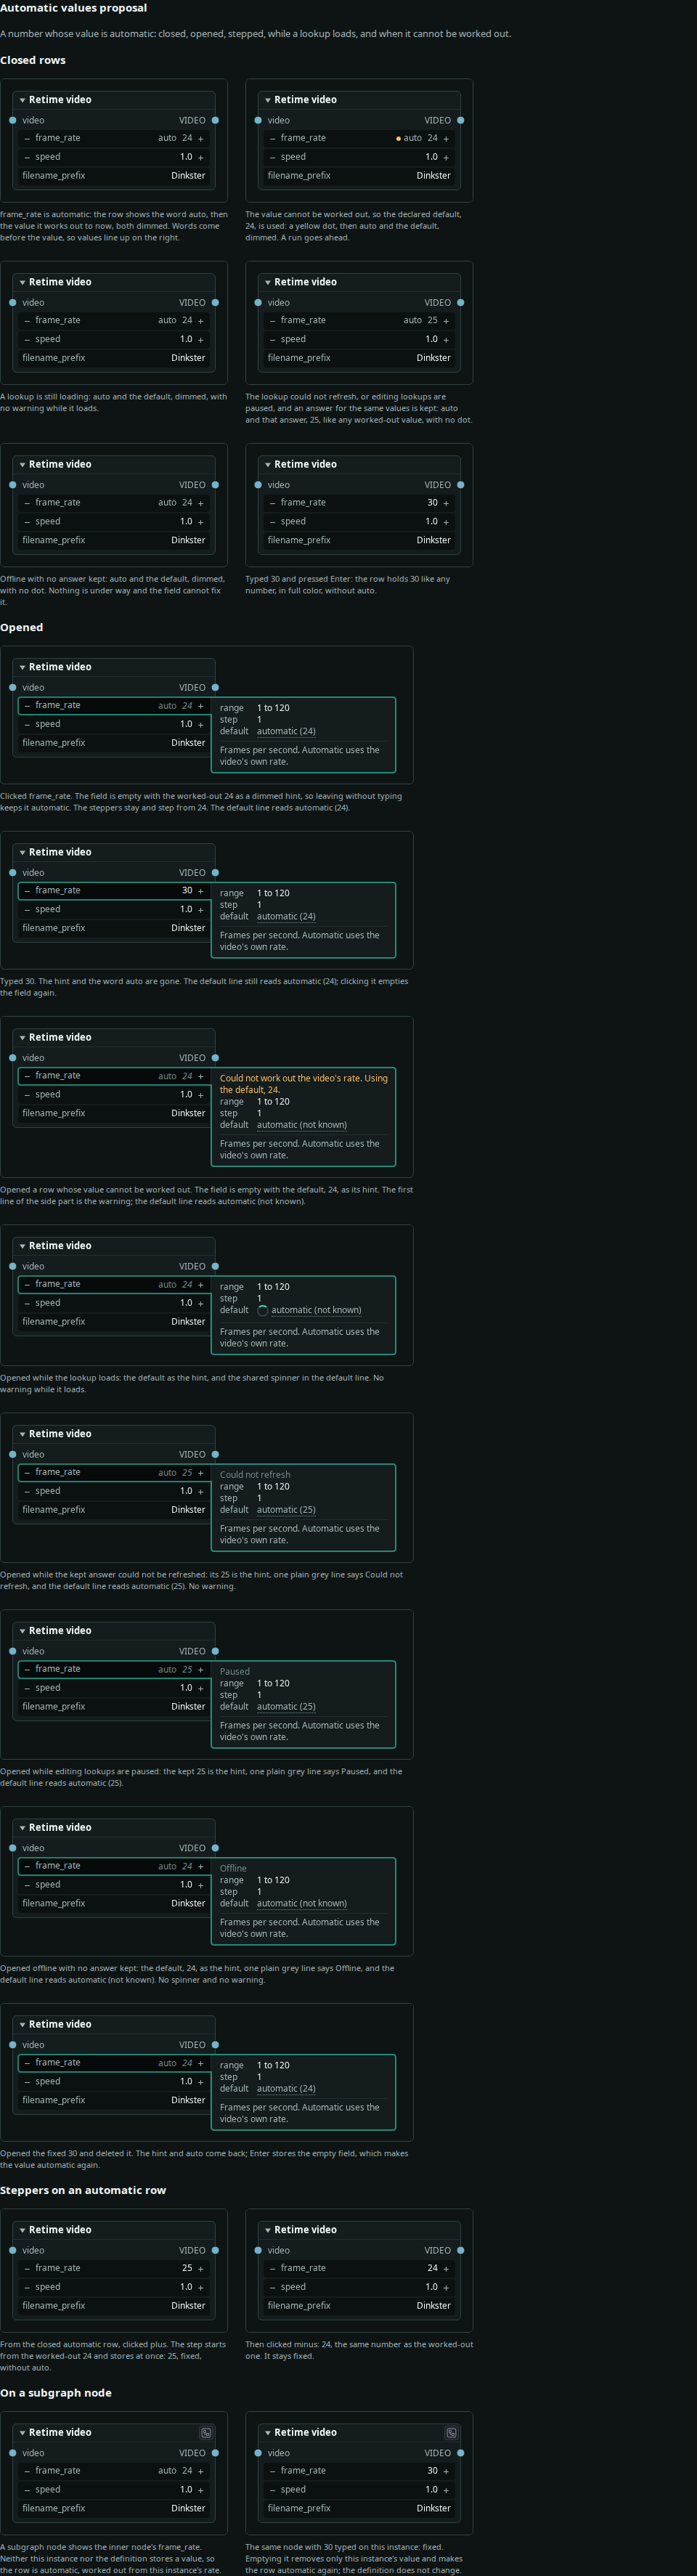 Automatic values proposal
A number whose value is automatic: closed, opened, stepped, while a lookup loads, and when it cannot be worked out.
Closed rows
Retime video
video VIDEO
– frame_rate auto 24 +
– speed 1.0 +
filename_prefix Dinkster
frame_rate is automatic: the row shows the word auto, then
the value it works out to now, both dimmed. Words come
before the value, so values line up on the right.
Retime video
video VIDEO
– frame_rate auto 24 +
– speed 1.0 +
filename_prefix Dinkster
The value cannot be worked out, so the declared default,
24, is used: a yellow dot, then auto and the default,
dimmed. A run goes ahead.
Retime video
video VIDEO
– frame_rate auto 24 +
– speed 1.0 +
filename_prefix Dinkster
A lookup is still loading: auto and the default, dimmed, with
no warning while it loads.
Retime video
video VIDEO
– frame_rate auto 25 +
– speed 1.0 +
filename_prefix Dinkster
The lookup could not refresh, or editing lookups are
paused, and an answer for the same values is kept: auto
and that answer, 25, like any worked-out value, with no dot.
Retime video
video VIDEO
– frame_rate auto 24 +
– speed 1.0 +
filename_prefix Dinkster
Offline with no answer kept: auto and the default, dimmed,
with no dot. Nothing is under way and the field cannot fix
it.
Retime video
video VIDEO
– frame_rate 30 +
– speed 1.0 +
filename_prefix Dinkster
Typed 30 and pressed Enter: the row holds 30 like any
number, in full color, without auto.
Opened
Retime video
video VIDEO
– frame_rate auto 24 +
– speed 1.0 +
filename_prefix Dinkster
range 1 to 120
step 1
default automatic (24)
Frames per second. Automatic uses the
video's own rate.
Clicked frame_rate. The field is empty with the worked-out 24 as a dimmed hint, so leaving without typing
keeps it automatic. The steppers stay and step from 24. The default line reads automatic (24).
Retime video
video VIDEO
– frame_rate 30 +
– speed 1.0 +
filename_prefix Dinkster
range 1 to 120
step 1
default automatic (24)
Frames per second. Automatic uses the
video's own rate.
Typed 30. The hint and the word auto are gone. The default line still reads automatic (24); clicking it empties
the field again.
Retime video
video VIDEO
– frame_rate auto 24 +
– speed 1.0 +
filename_prefix Dinkster
Could not work out the video's rate. Using
the default, 24.
range 1 to 120
step 1
default automatic (not known)
Frames per second. Automatic uses the
video's own rate.
Opened a row whose value cannot be worked out. The field is empty with the default, 24, as its hint. The first
line of the side part is the warning; the default line reads automatic (not known).
Retime video
video VIDEO
– frame_rate auto 24 +
– speed 1.0 +
filename_prefix Dinkster
range 1 to 120
step 1
default automatic (not known)
Frames per second. Automatic uses the
video's own rate.
Opened while the lookup loads: the default as the hint, and the shared spinner in the default line. No
warning while it loads.
Retime video
video VIDEO
– frame_rate auto 25 +
– speed 1.0 +
filename_prefix Dinkster
Could not refresh
range 1 to 120
step 1
default automatic (25)
Frames per second. Automatic uses the
video's own rate.
Opened while the kept answer could not be refreshed: its 25 is the hint, one plain grey line says Could not
refresh, and the default line reads automatic (25). No warning.
Retime video
video VIDEO
– frame_rate auto 25 +
– speed 1.0 +
filename_prefix Dinkster
Paused
range 1 to 120
step 1
default automatic (25)
Frames per second. Automatic uses the
video's own rate.
Opened while editing lookups are paused: the kept 25 is the hint, one plain grey line says Paused, and the
default line reads automatic (25).
Retime video
video VIDEO
– frame_rate auto 24 +
– speed 1.0 +
filename_prefix Dinkster
Offline
range 1 to 120
step 1
default automatic (not known)
Frames per second. Automatic uses the
video's own rate.
Opened offline with no answer kept: the default, 24, as the hint, one plain grey line says Offline, and the
default line reads automatic (not known). No spinner and no warning.
Retime video
video VIDEO
– frame_rate auto 24 +
– speed 1.0 +
filename_prefix Dinkster
range 1 to 120
step 1
default automatic (24)
Frames per second. Automatic uses the
video's own rate.
Opened the fixed 30 and deleted it. The hint and auto come back; Enter stores the empty field, which makes
the value automatic again.
Steppers on an automatic row
Retime video
video VIDEO
– frame_rate 25 +
– speed 1.0 +
filename_prefix Dinkster
From the closed automatic row, clicked plus. The step starts
from the worked-out 24 and stores at once: 25, fixed,
without auto.
Retime video
video VIDEO
– frame_rate 24 +
– speed 1.0 +
filename_prefix Dinkster
Then clicked minus: 24, the same number as the worked-out
one. It stays fixed.
On a subgraph node
Retime video
video VIDEO
– frame_rate auto 24 +
– speed 1.0 +
filename_prefix Dinkster
A subgraph node shows the inner node's frame_rate.
Neither this instance nor the definition stores a value, so
the row is automatic, worked out from this instance's rate.
Retime video
video VIDEO
– frame_rate 30 +
– speed 1.0 +
filename_prefix Dinkster
The same node with 30 typed on this instance: fixed.
Emptying it removes only this instance's value and makes
the row automatic again; the definition does not change.